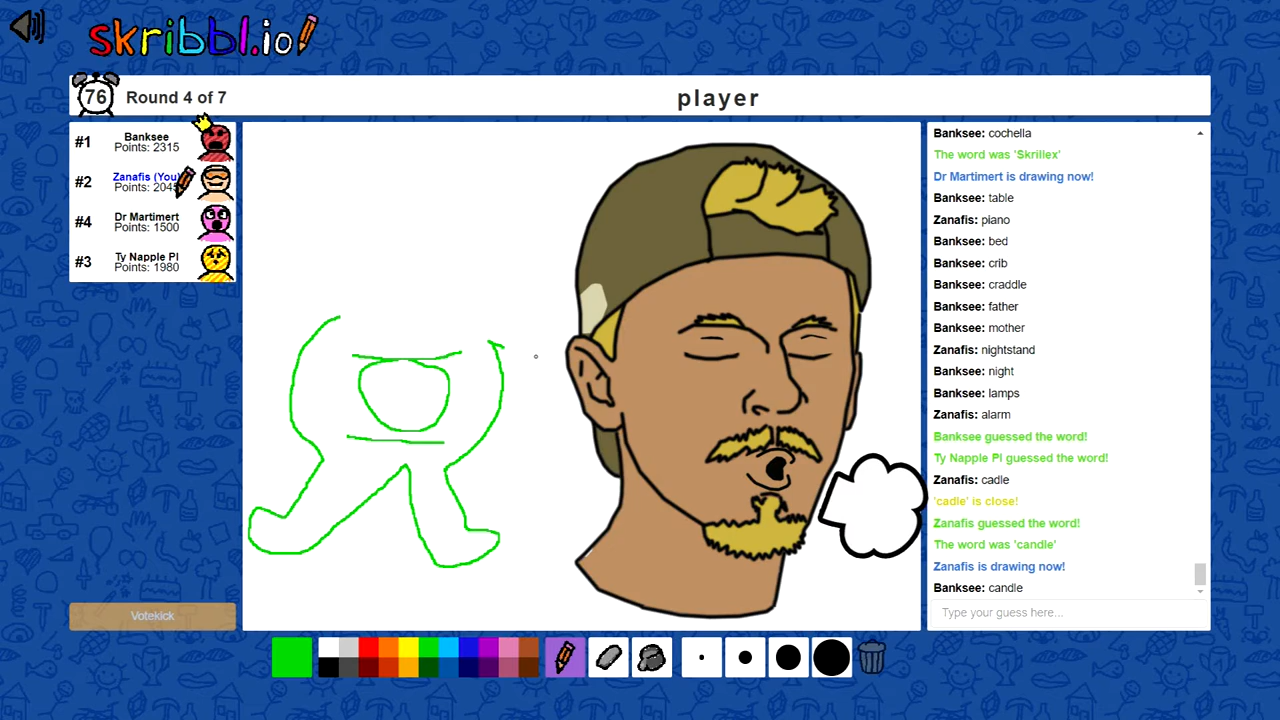 skribbl.io
76 Round 4 of 7
player
#1 Banksee
Points: 2315
#2 Zanafis (You)
Points: 2045
#4 Dr Martimert
Points: 1500
#3 Ty Napple PI
Points: 1980
Votekick
Banksee: cochella
The word was 'Skrillex'
Dr Martimert is drawing now!
Banksee: table
Zanafis: piano
Banksee: bed
Banksee: crib
Banksee: craddle
Banksee: father
Banksee: mother
Zanafis: nightstand
Banksee: night
Banksee: lamps
Zanafis: alarm
Banksee guessed the word!
Ty Napple PI guessed the word!
Zanafis: cadle
'cadle' is close!
Zanafis guessed the word!
The word was 'candle'
Zanafis is drawing now!
Banksee: candle
Type your guess here...